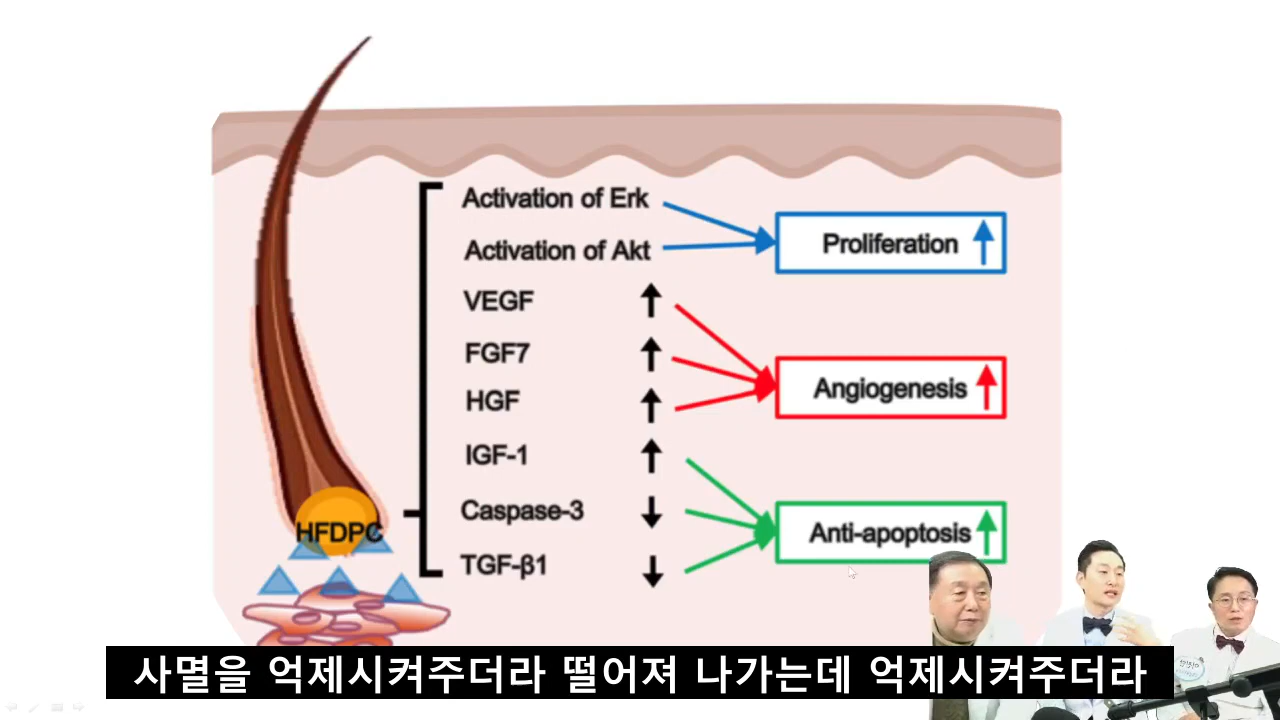 Activation of Erk
Activation of Akt
Proliferation
VEGF
FGF7
Angiogenesis
HGF
IGF-1
Caspase-3
Anti-apoptosis
HFDPC
TGF-β1
사멸을 억제시켜주더라 떨어져 나가는데 억제시켜주더라